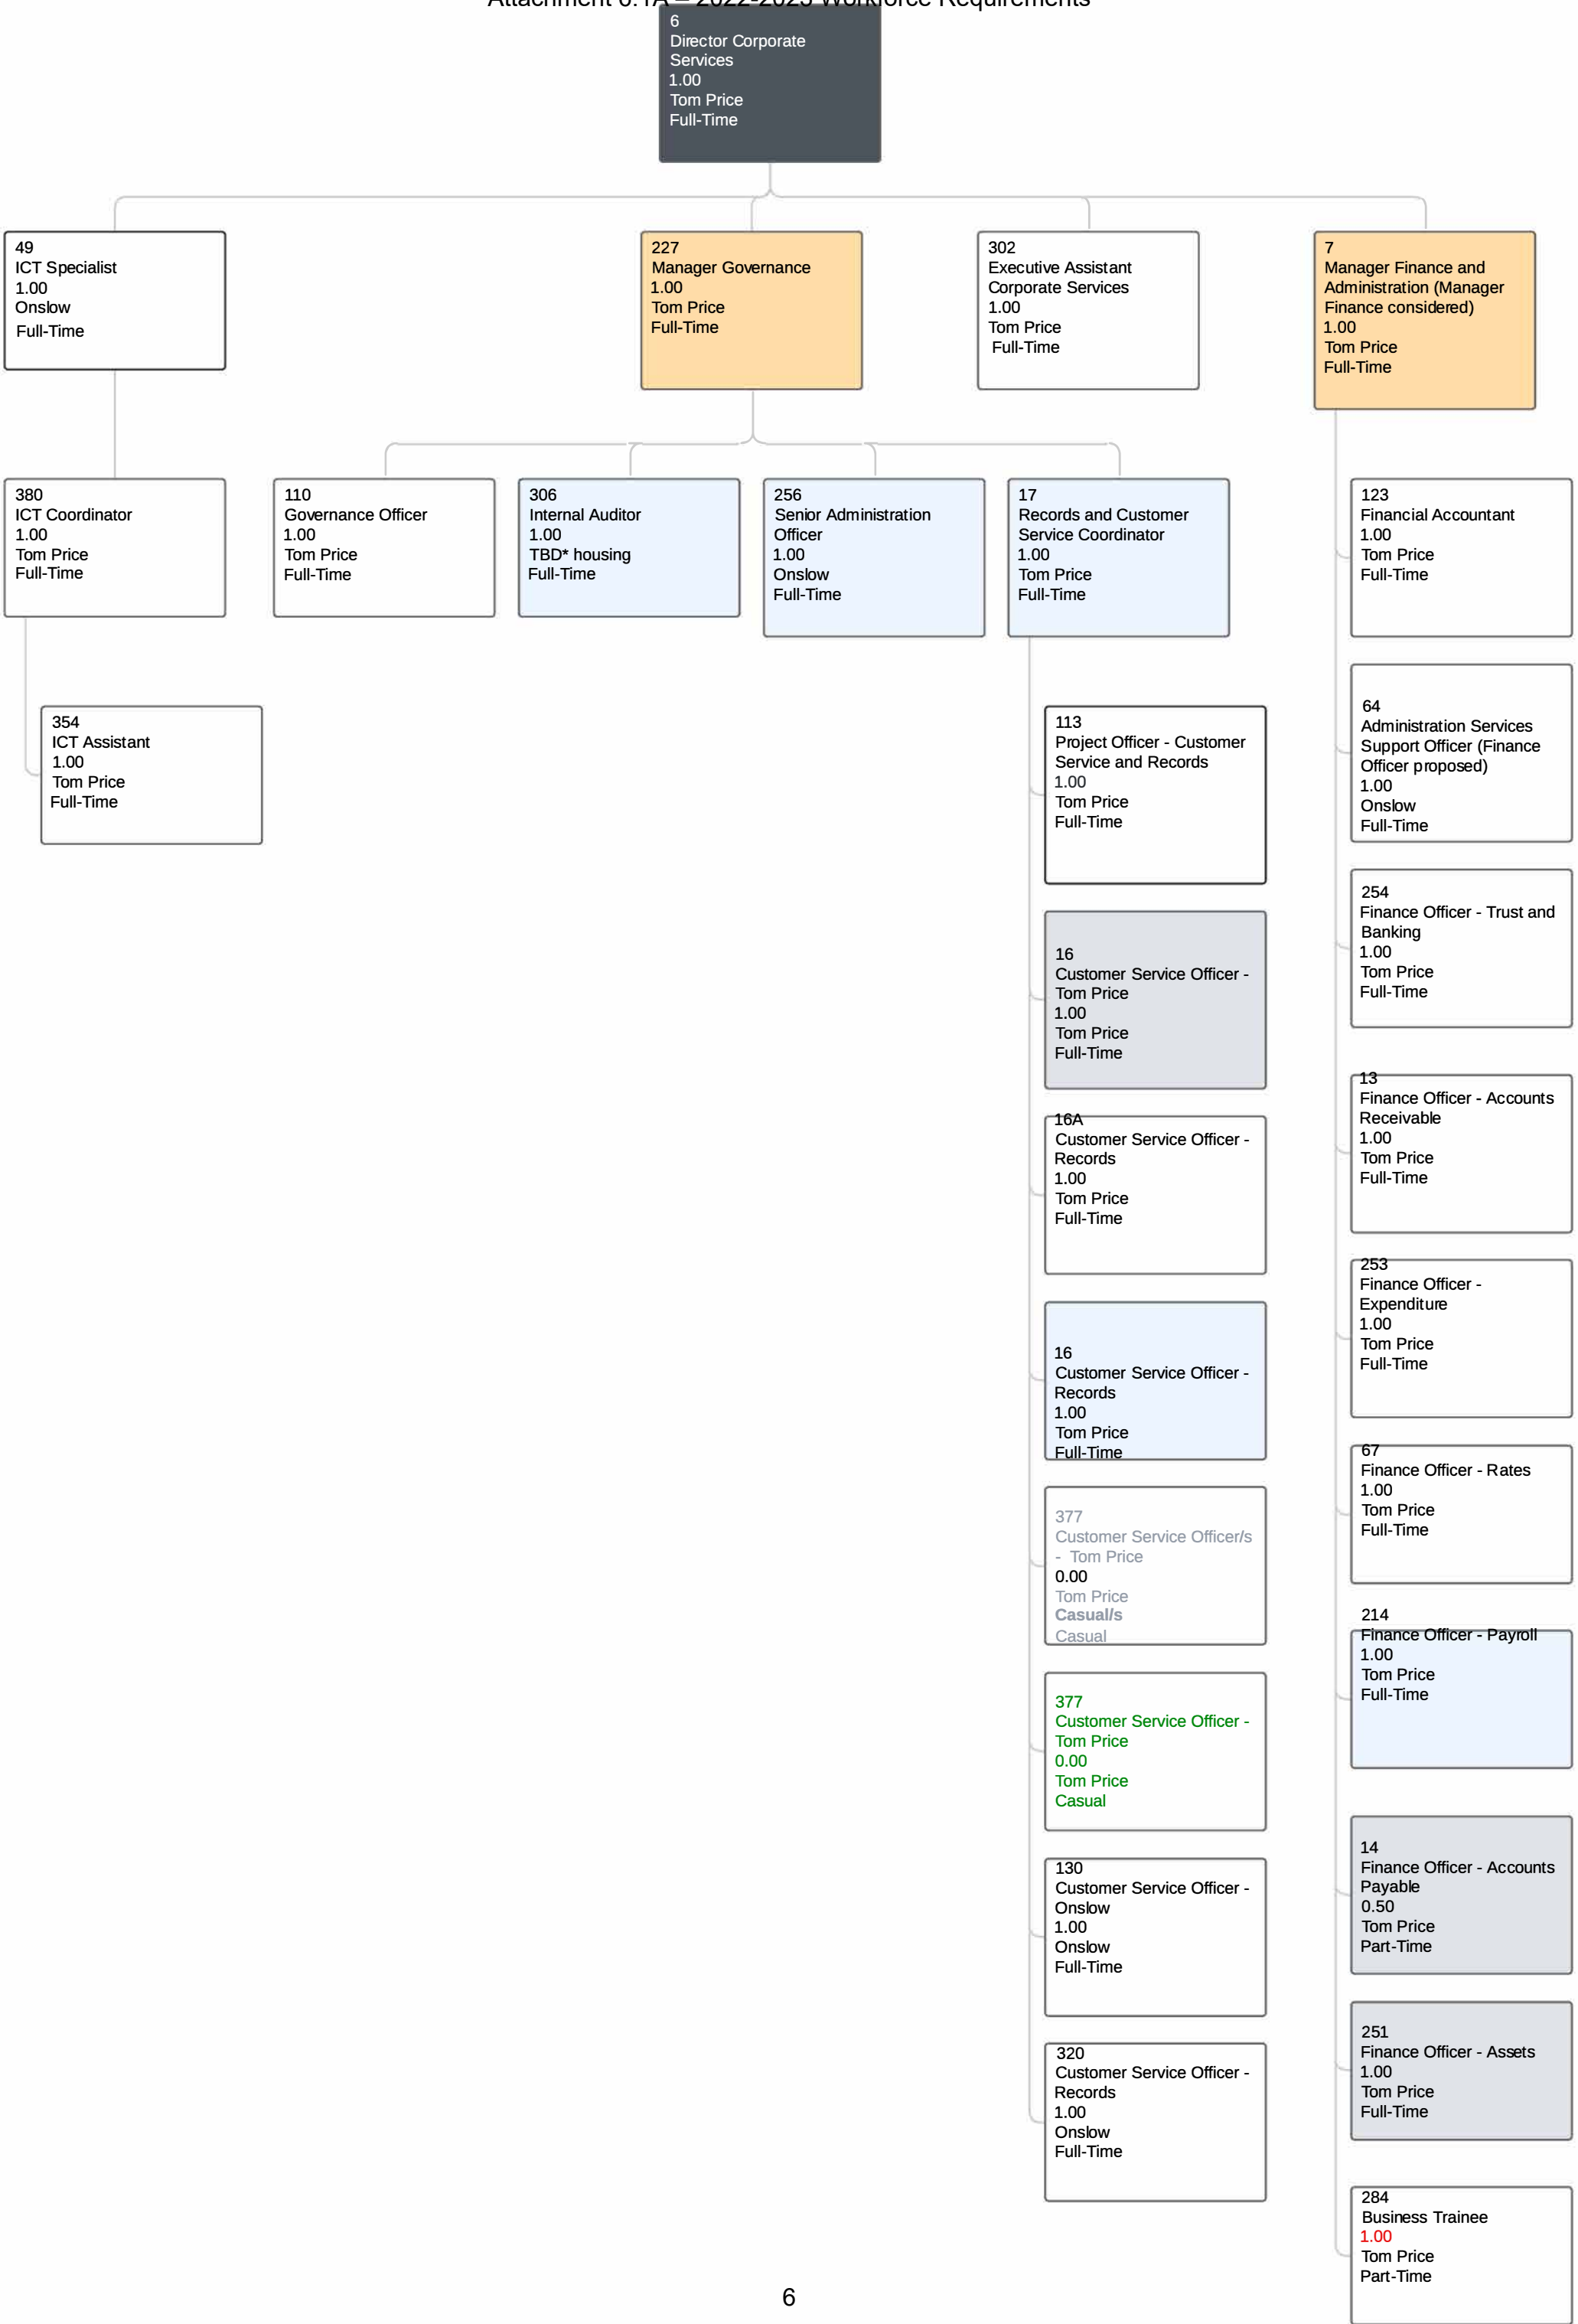 Attachment 6.1A – 2022-2023 Workforce Requirements
6
Director Corporate
Services
1.00
Tom Price
Full-Time
49
ICT Specialist
1.00
Onslow
Full-Time
227
Manager Governance
1.00
Tom Price
Full-Time
302
Executive Assistant
Corporate Services
1.00
Tom Price
Full-Time
7
Manager Finance and
Administration (Manager
Finance considered)
1.00
Tom Price
Full-Time
380
ICT Coordinator
1.00
Tom Price
Full-Time
110
Governance Officer
1.00
Tom Price
Full-Time
306
Internal Auditor
1.00
TBD* housing
Full-Time
256
Senior Administration
Officer
1.00
Onslow
Full-Time
17
Records and Customer
Service Coordinator
1.00
Tom Price
Full-Time
123
Financial Accountant
1.00
Tom Price
Full-Time
354
ICT Assistant
1.00
Tom Price
Full-Time
113
Project Officer - Customer
Service and Records
1.00
Tom Price
Full-Time
16
Customer Service Officer -
Tom Price
1.00
Tom Price
Full-Time
16A
Customer Service Officer -
Records
1.00
Tom Price
Full-Time
16
Customer Service Officer -
Records
1.00
Tom Price
Full-Time
377
Customer Service Officer/s
- Tom Price
0.00
Tom Price
Casual/s
Casual
377
Customer Service Officer -
Tom Price
0.00
Tom Price
Casual
130
Customer Service Officer -
Onslow
1.00
Onslow
Full-Time
320
Customer Service Officer -
Records
1.00
Onslow
Full-Time
64
Administration Services
Support Officer (Finance
Officer proposed)
1.00
Onslow
Full-Time
254
Finance Officer - Trust and
Banking
1.00
Tom Price
Full-Time
13
Finance Officer - Accounts
Receivable
1.00
Tom Price
Full-Time
253
Finance Officer -
Expenditure
1.00
Tom Price
Full-Time
67
Finance Officer - Rates
1.00
Tom Price
Full-Time
214
Finance Officer - Payroll
1.00
Tom Price
Full-Time
14
Finance Officer - Accounts
Payable
0.50
Tom Price
Part-Time
251
Finance Officer - Assets
1.00
Tom Price
Full-Time
284
Business Trainee
1.00
Tom Price
Part-Time
6